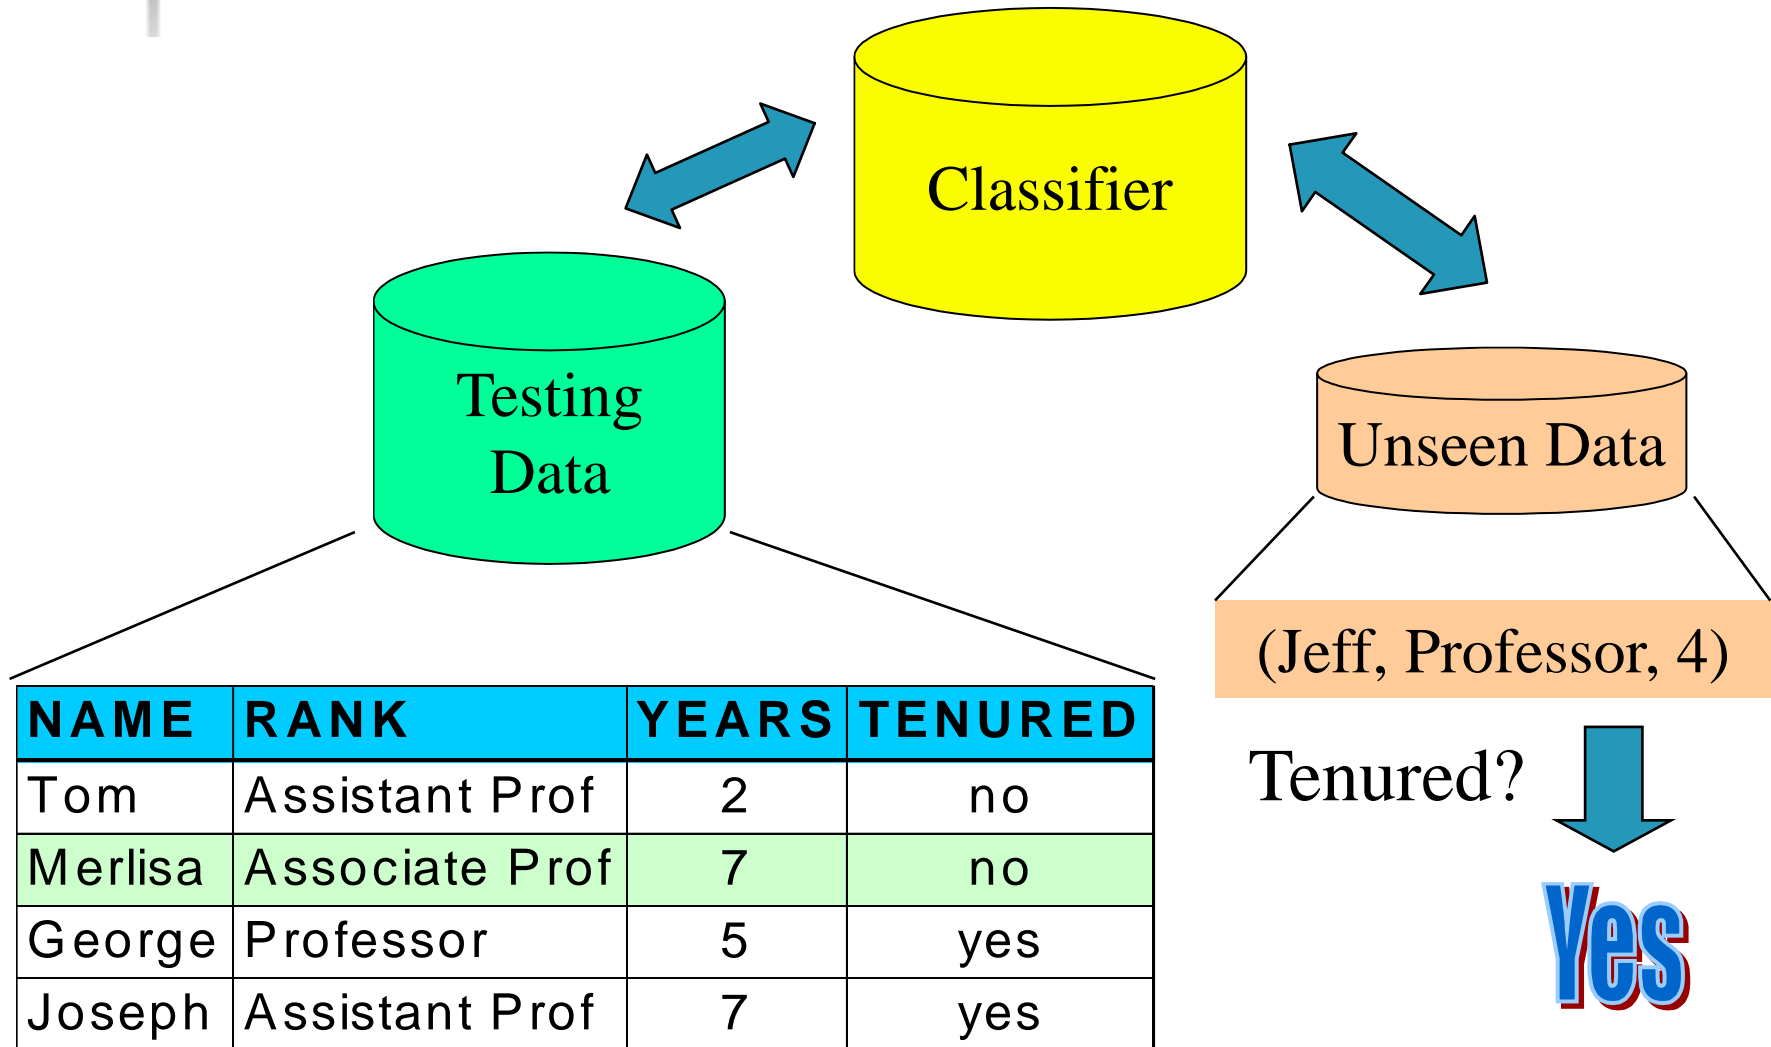 Classifier
Testing
Data
Unseen Data
(Jeff, Professor, 4)
NAME RANK YEARS TENURED
Tom Assistant Prof 2 no
Merlisa Associate Prof 7 no
George Professor 5 yes
Joseph Assistant Prof 7 yes
Tenured?
Yes